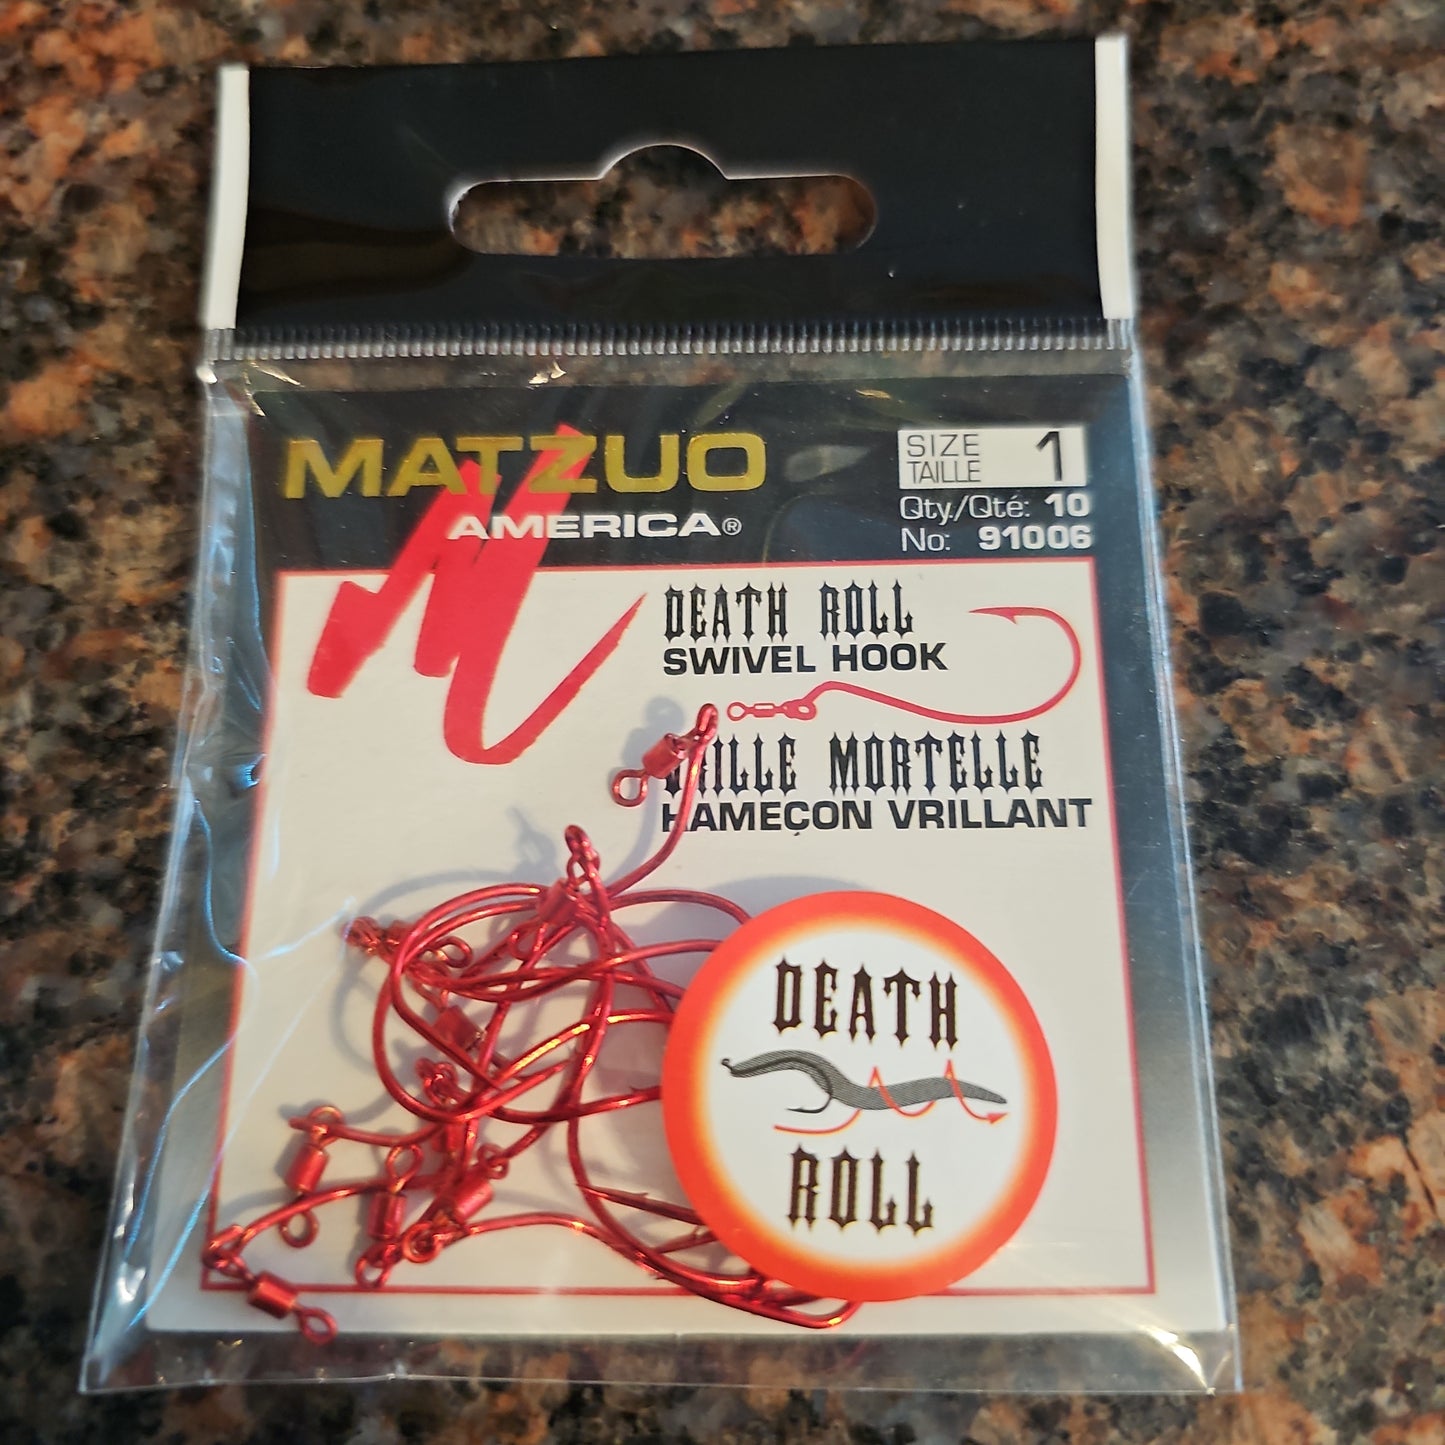 MATZUO
AMERICA®
SIZE
TAILLE 1
Qty./Qté: 10
No: 91006
DEATH ROLL
SWIVEL HOOK
MORTELLE
HAMEÇON VRILLANT
DEATH
ROLL